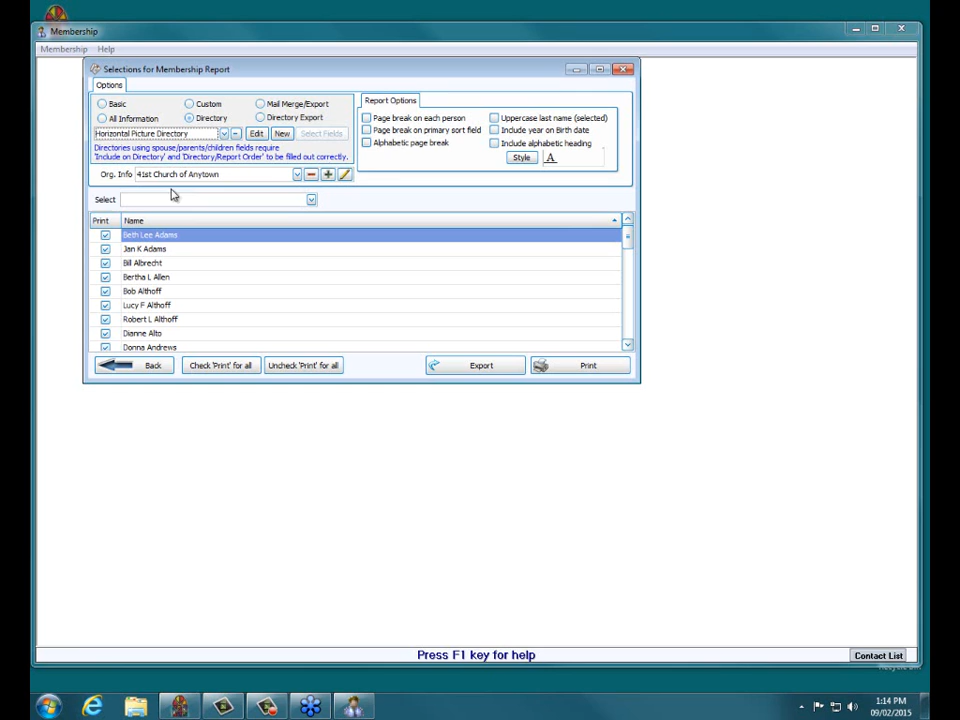 Membership
Membership Help
Selections for Membership Report
Options
Basic Custom Mail Merge/Export
All Information Directory Directory Export
Horizontal Picture Directory Edit New Select Fields
Directories using spouse/parents/children fields require
'Include on Directory' and 'Directory/Report Order' to be filled out correctly.
Org. Info 41st Church of Anytown
Report Options
Page break on each person Uppercase last name (selected)
Page break on primary sort field Include year on Birth date
Alphabetic page break Include alphabetic heading
Style A
Select
Print Name
Beth Lee Adams
Jan K Adams
Bill Albrecht
Bertha L Allen
Bob Althoff
Lucy F Althoff
Robert L Althoff
Dianne Alto
Donna Andrews
Back Check 'Print' for all Uncheck 'Print' for all Export Print
Press F1 key for help
Contact List
1:14 PM
09/02/2015